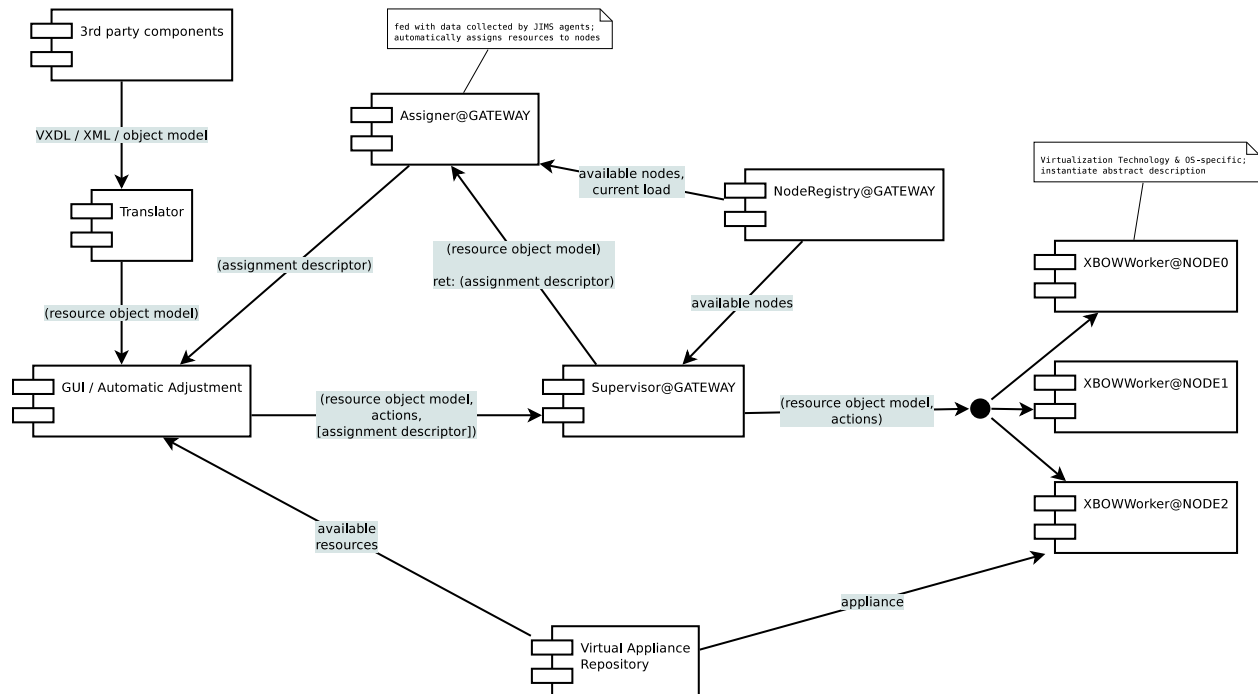 3rd party components
fed with data collected by JIMS agents;
automatically assigns resources to nodes
Assigner@GATEWAY
VXDL / XML / object model
Virtualization Technology & OS-specific;
instantiate abstract description
available nodes,
current load
NodeRegistry@GATEWAY
Translator
(resource object model)
ret: (assignment descriptor)
(assignment descriptor)
XBOWWorker@NODE0
available nodes
(resource object model)
GUI / Automatic Adjustment
Supervisor@GATEWAY
XBOWWorker@NODE1
(resource object model,
actions,
[assignment descriptor])
(resource object model,
actions)
XBOWWorker@NODE2
available
resources
appliance
Virtual Appliance
Repository